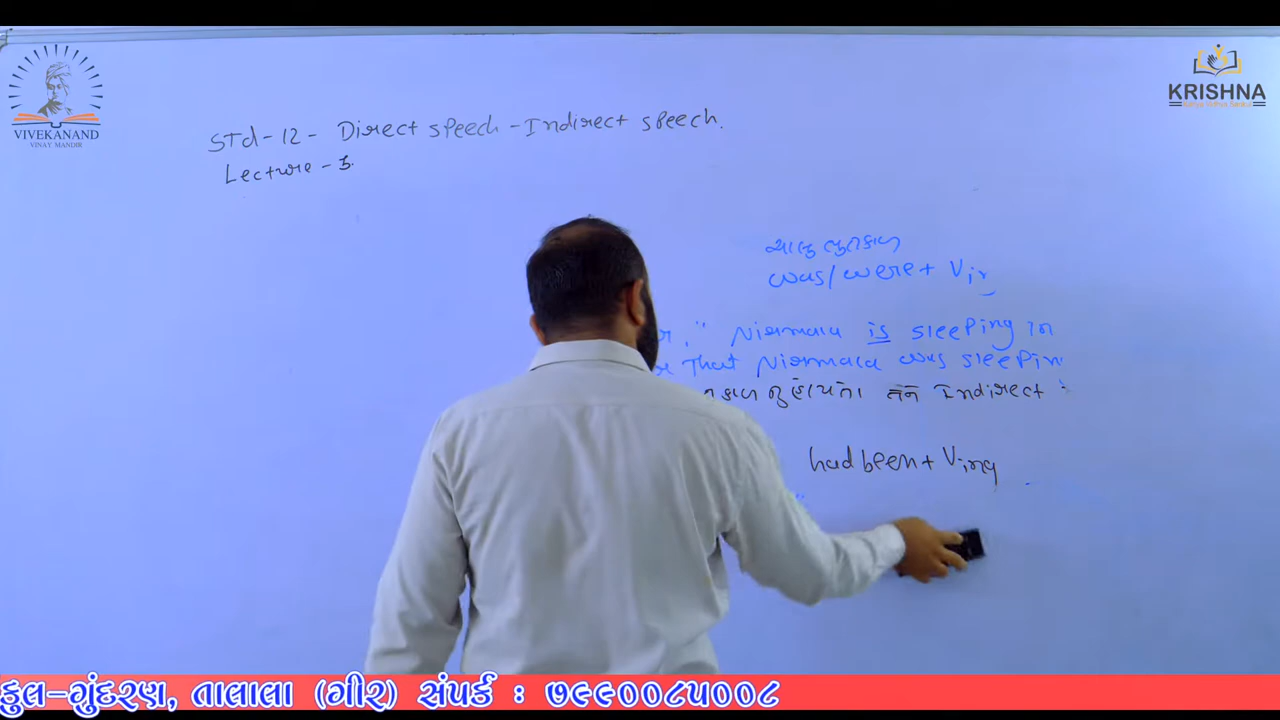 VIVEKANAND
VINAY MANDIR
KRISHNA
Std-12 - Direct speech - Indirect speech.
Lecture - 3.
ચાલુ ભૂતકાળ
was/were + Ving
" Nirmala is sleeping in
That Nirmala was sleepin
Indirect
had been + Ving
કુલ-ગુંદરણ, તાલાલા (ગીર) સંપર્ક : ૭૯૯૦૦૮૫૦૦૮